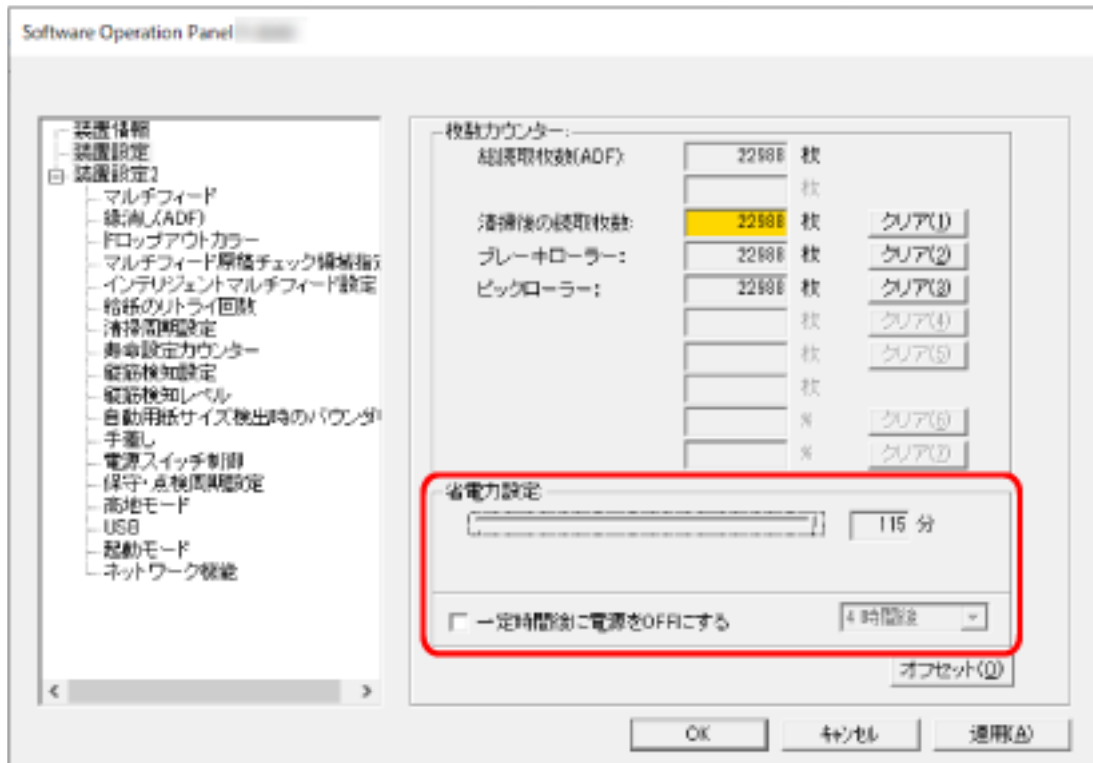 Software Operation Panel
装置情報
装置設定
装置設定2
マルチフィード
縁消し(ADF)
ドロップアウトカラー
マルチフィード原稿チェック領域指定
インテリジェントマルチフィード設定
給紙のリトライ回数
清掃周期設定
寿命設定カウンター
縦筋検知設定
縦筋検知レベル
自動用紙サイズ検出時のバウンダリ
手差し
電源スイッチ制御
保守・点検周期設定
高地モード
USB
起動モード
ネットワーク機能
枚数カウンター:
総読取枚数(ADF): 22988 枚
枚
清掃後の読取枚数: 22988 枚 クリア(1)
ブレーキローラー: 22988 枚 クリア(2)
ピックローラー: 22988 枚 クリア(3)
枚 クリア(4)
枚 クリア(5)
枚
% クリア(6)
% クリア(7)
省電力設定
115 分
一定時間後に電源をOFFにする 4 時間後
オフセット(O)
OK キャンセル 適用(A)